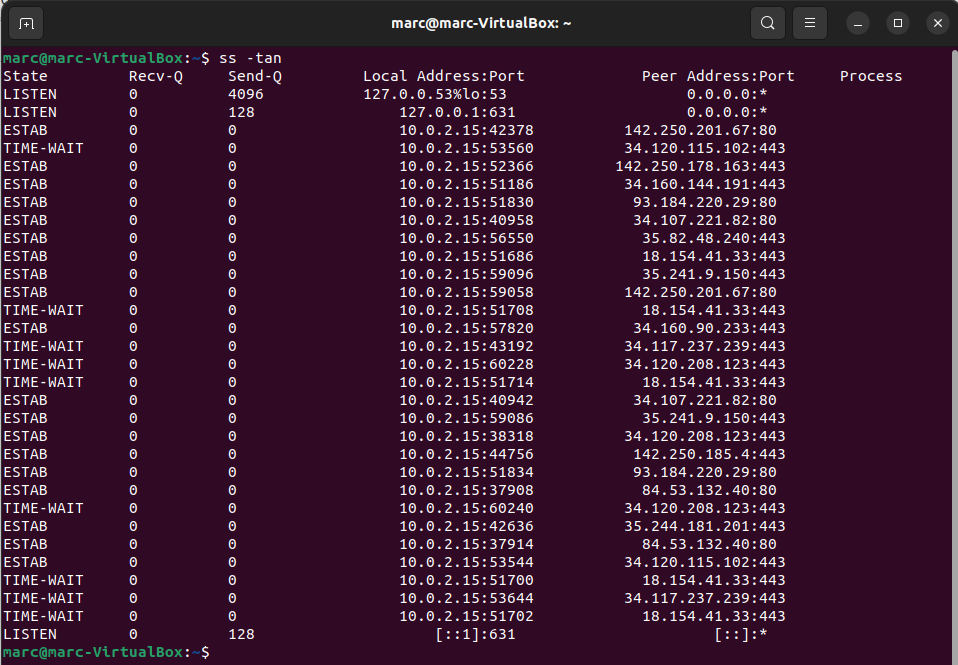 marc@marc-VirtualBox: ~
marc@marc-VirtualBox:~$ ss -tan
State Recv-Q Send-Q Local Address:Port Peer Address:Port Process
LISTEN 0 4096 127.0.0.53%lo:53 0.0.0.0:*
LISTEN 0 128 127.0.0.1:631 0.0.0.0:*
ESTAB 0 0 10.0.2.15:42378 142.250.201.67:80
TIME-WAIT 0 0 10.0.2.15:53560 34.120.115.102:443
ESTAB 0 0 10.0.2.15:52366 142.250.178.163:443
ESTAB 0 0 10.0.2.15:51186 34.160.144.191:443
ESTAB 0 0 10.0.2.15:51830 93.184.220.29:80
ESTAB 0 0 10.0.2.15:40958 34.107.221.82:80
ESTAB 0 0 10.0.2.15:56550 35.82.48.240:443
ESTAB 0 0 10.0.2.15:51686 18.154.41.33:443
ESTAB 0 0 10.0.2.15:59096 35.241.9.150:443
ESTAB 0 0 10.0.2.15:59058 142.250.201.67:80
TIME-WAIT 0 0 10.0.2.15:51708 18.154.41.33:443
ESTAB 0 0 10.0.2.15:57820 34.160.90.233:443
TIME-WAIT 0 0 10.0.2.15:43192 34.117.237.239:443
TIME-WAIT 0 0 10.0.2.15:60228 34.120.208.123:443
TIME-WAIT 0 0 10.0.2.15:51714 18.154.41.33:443
ESTAB 0 0 10.0.2.15:40942 34.107.221.82:80
ESTAB 0 0 10.0.2.15:59086 35.241.9.150:443
ESTAB 0 0 10.0.2.15:38318 34.120.208.123:443
ESTAB 0 0 10.0.2.15:44756 142.250.185.4:443
ESTAB 0 0 10.0.2.15:51834 93.184.220.29:80
ESTAB 0 0 10.0.2.15:37908 84.53.132.40:80
TIME-WAIT 0 0 10.0.2.15:60240 34.120.208.123:443
ESTAB 0 0 10.0.2.15:42636 35.244.181.201:443
ESTAB 0 0 10.0.2.15:37914 84.53.132.40:80
ESTAB 0 0 10.0.2.15:53544 34.120.115.102:443
TIME-WAIT 0 0 10.0.2.15:51700 18.154.41.33:443
TIME-WAIT 0 0 10.0.2.15:53644 34.117.237.239:443
TIME-WAIT 0 0 10.0.2.15:51702 18.154.41.33:443
LISTEN 0 128 [::1]:631 [::]:*
marc@marc-VirtualBox:~$